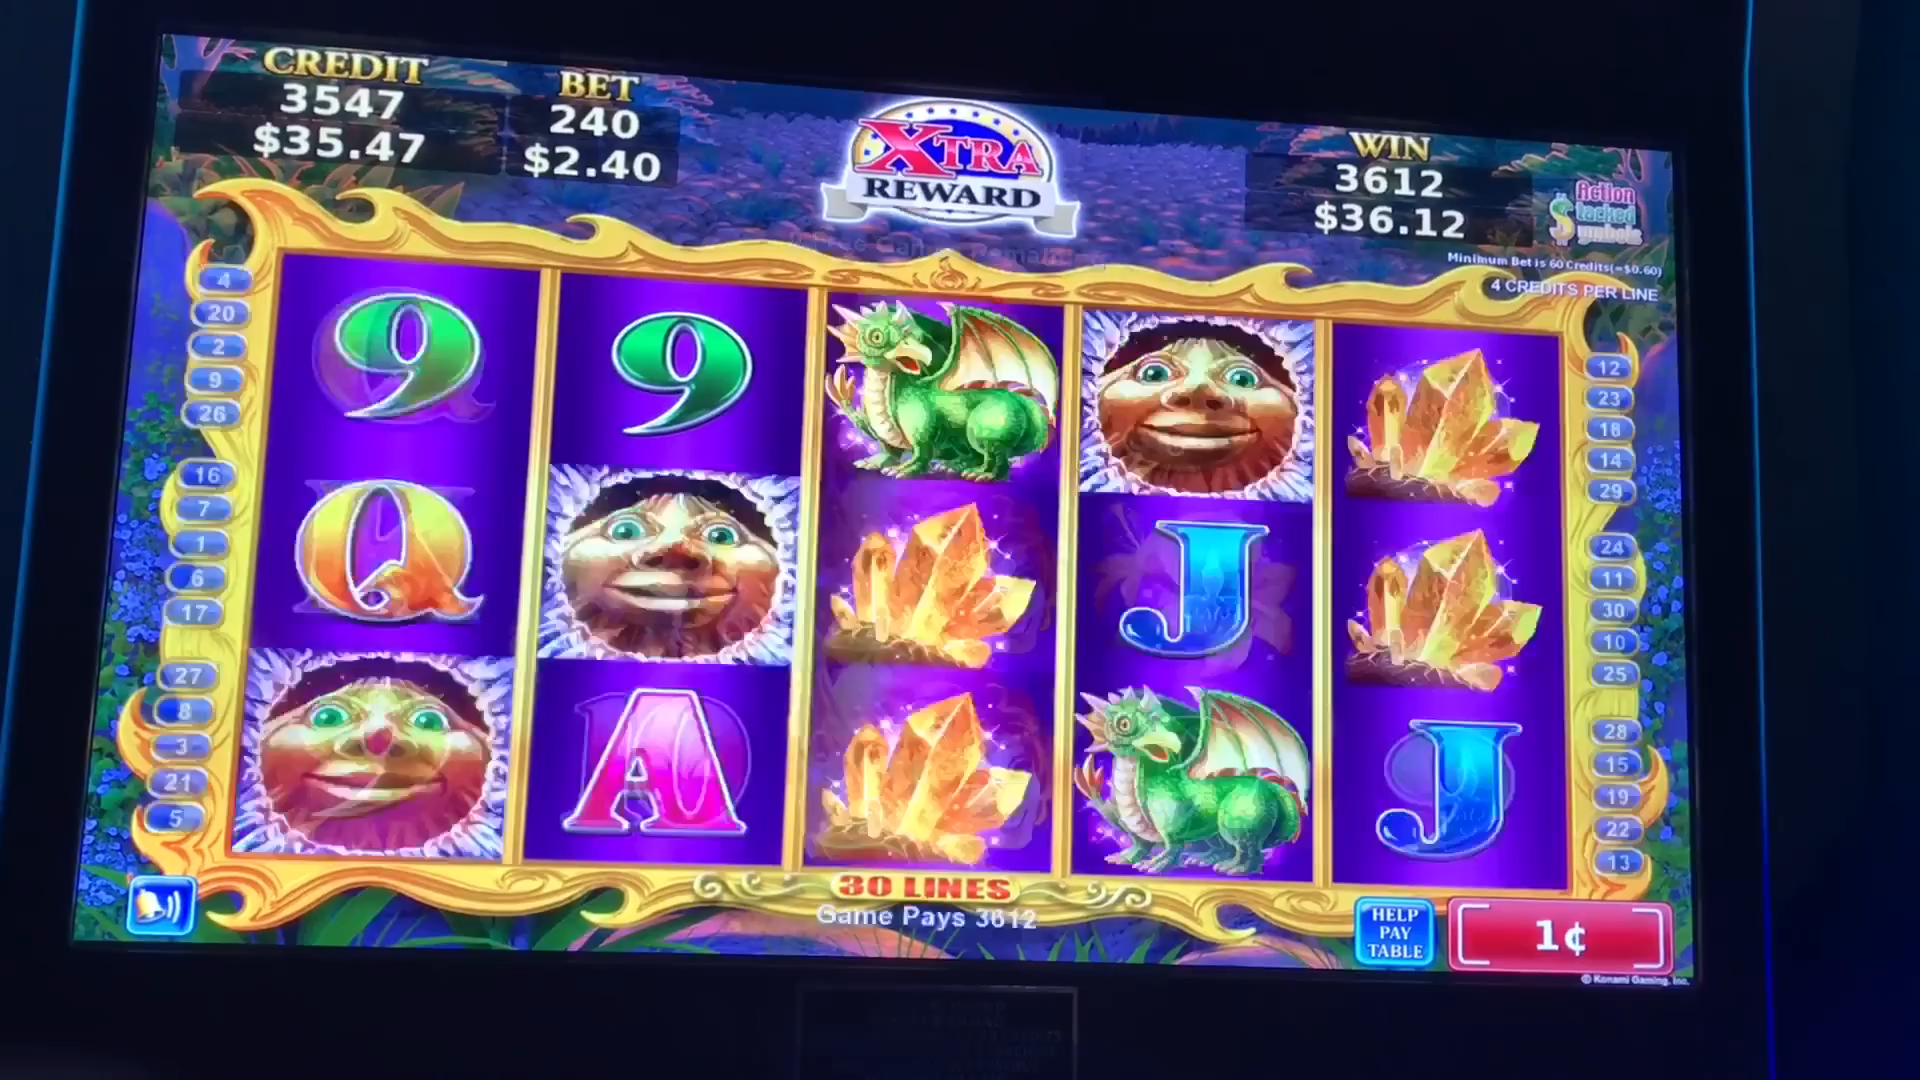 CREDIT
3547
$35.47
BET
240
$2.40
XTRA
REWARD
WIN
3612
$36.12
Action
Stacked
Symbols
Minimum Bet is 60 Credits(=$0.60)
4 CREDITS PER LINE
4
20
2
9
26
16
7
1
6
17
27
8
3
21
5
9
9
Q
J
A
J
12
23
18
14
29
24
11
30
10
25
28
15
19
22
13
30 LINES
Game Pays 3612
HELP
PAY
TABLE
1¢
© Konami Gaming, Inc.